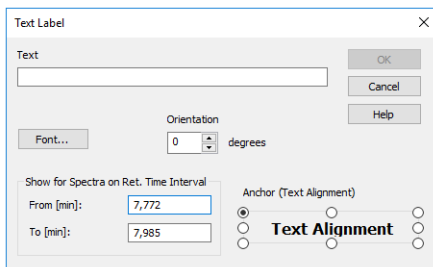 Text Label
Text
OK
Cancel
Help
Orientation
Font...
0
degrees
Show for Spectra on Ret. Time Interval
From [min]:
7,772
To [min]:
7,985
Anchor (Text Alignment)
Text Alignment